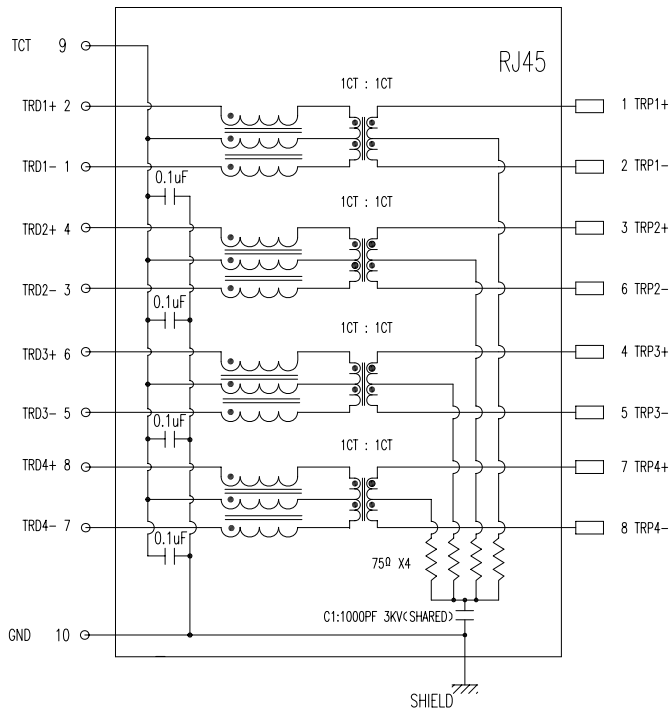 RJ45
TCT 9
1CT : 1CT
TRD1+ 2
1 TRP1+
TRD1- 1
2 TRP1-
0.1uF
1CT : 1CT
TRD2+ 4
3 TRP2+
TRD2- 3
6 TRP2-
0.1uF
1CT : 1CT
TRD3+ 6
4 TRP3+
TRD3- 5
5 TRP3-
0.1uF
1CT : 1CT
TRD4+ 8
7 TRP4+
TRD4- 7
8 TRP4-
0.1uF
75Ω X4
C1:1000PF 3KV(SHARED)
GND 10
SHIELD